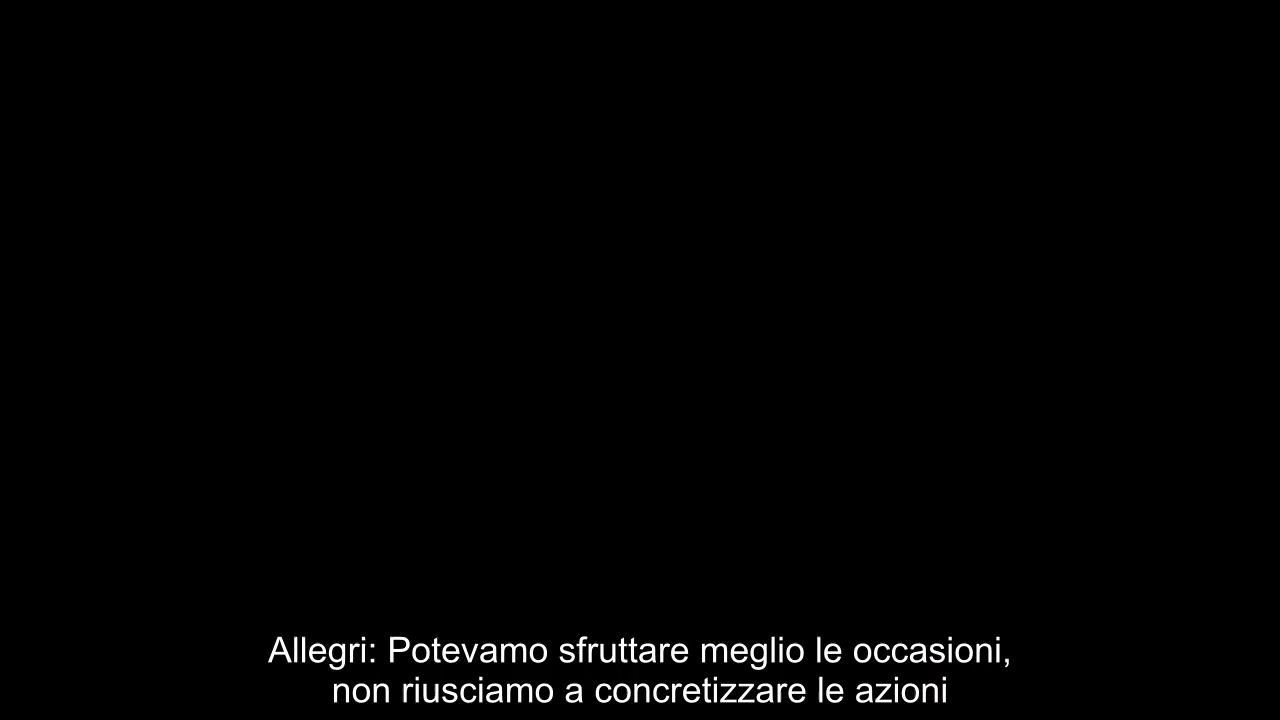 Allegri: Potevamo sfruttare meglio le occasioni,
non riusciamo a concretizzare le azioni